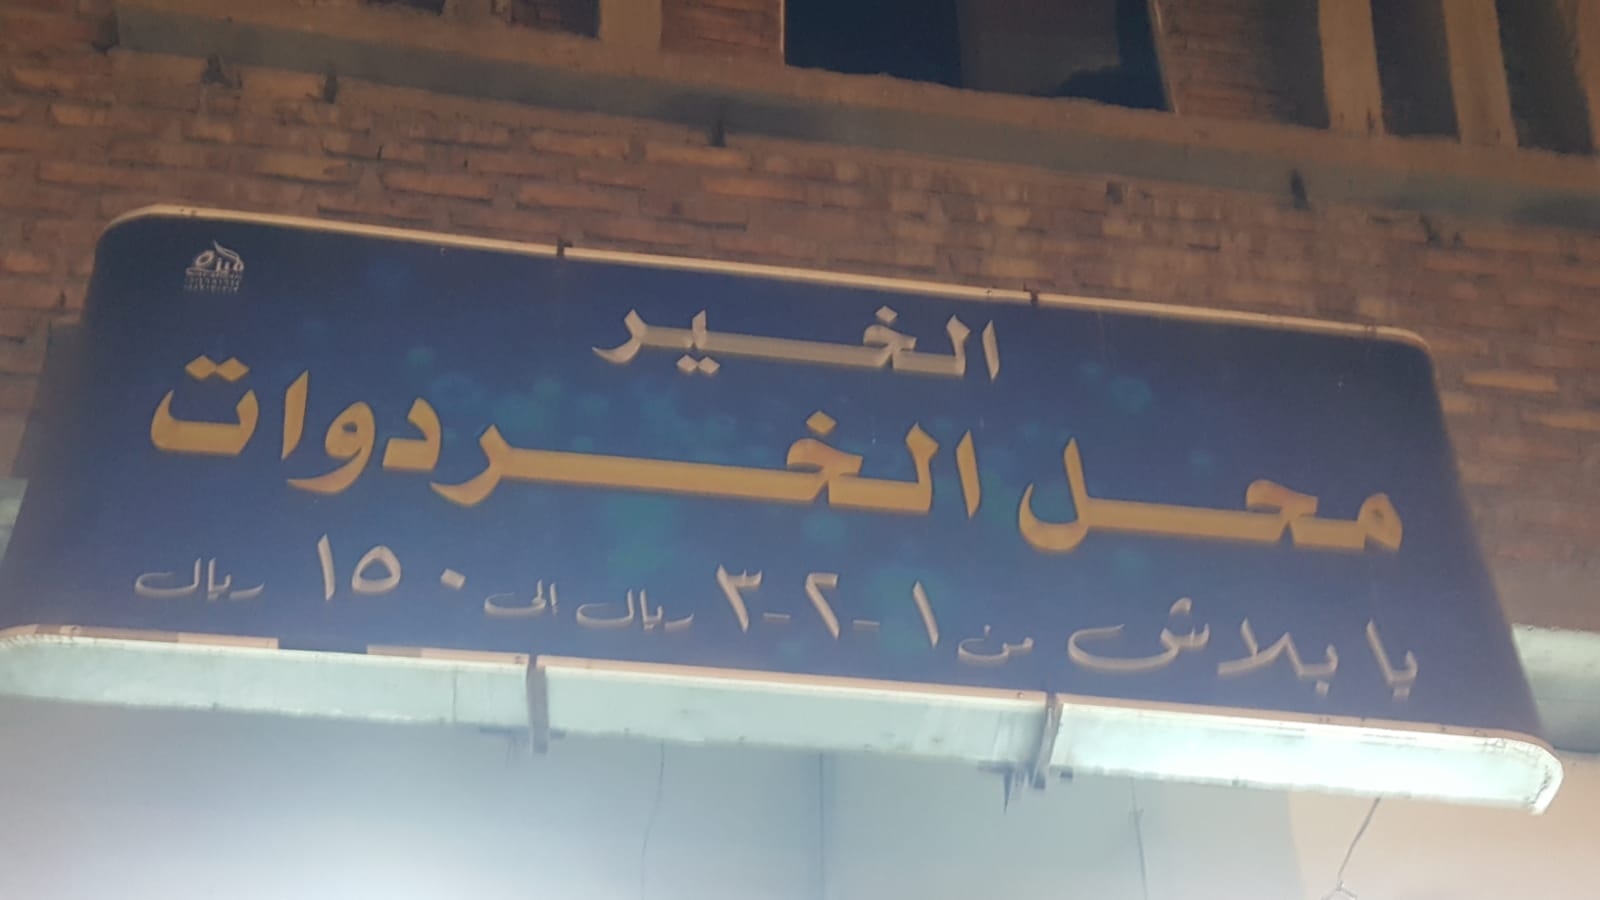 الخير
محل الخردوات
يا بلاش من ١-٢-٣ ريال الى ١٥٠ ريال